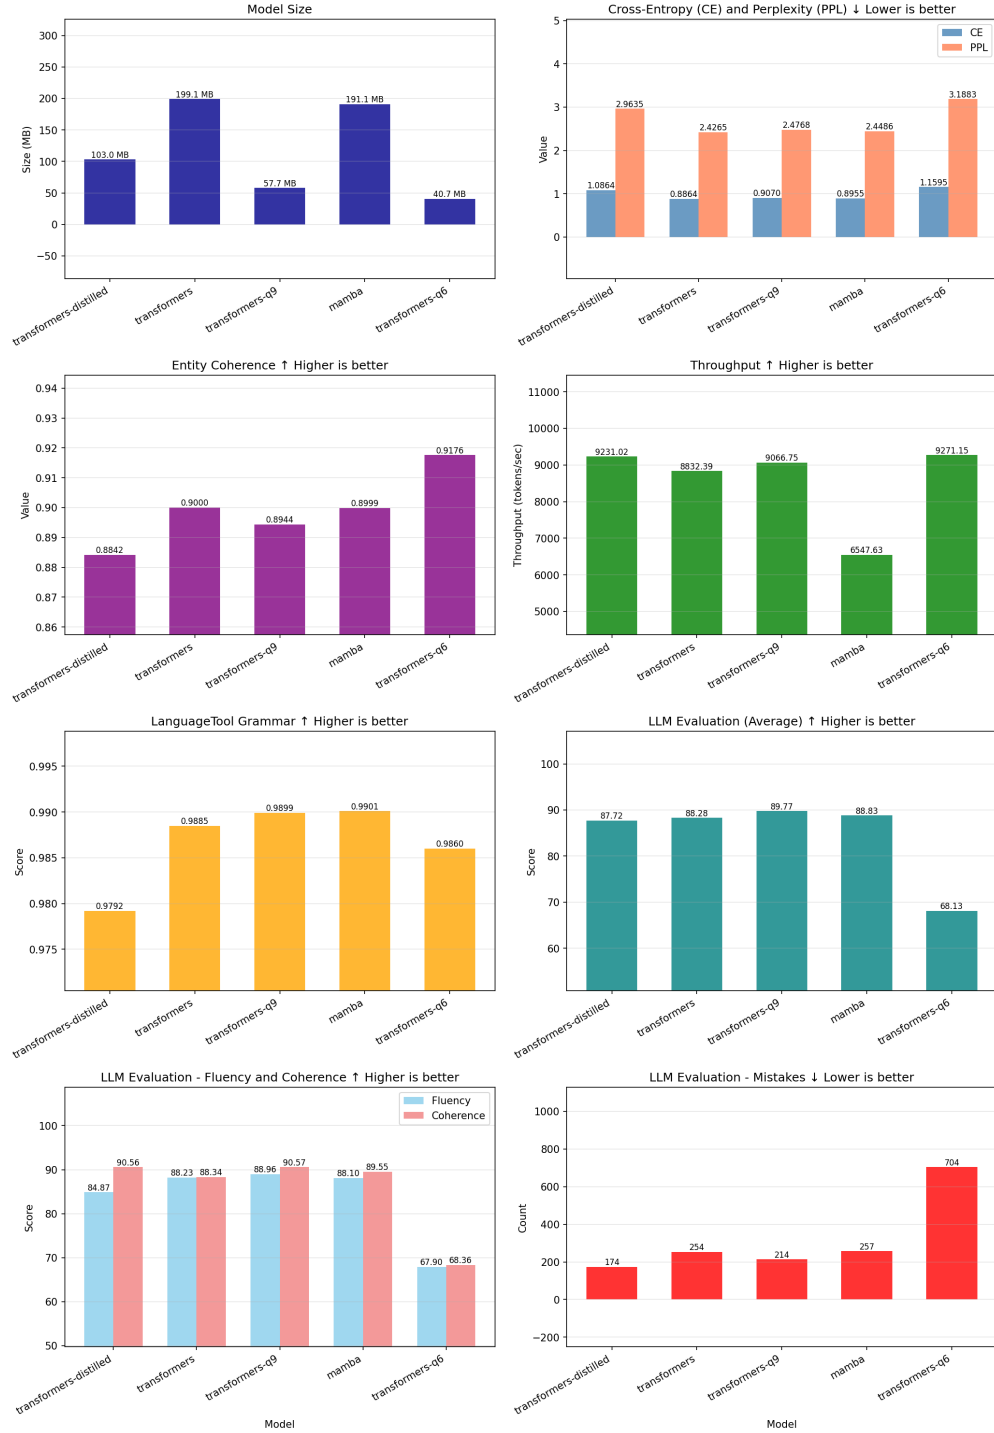 Model Size
300
250
200
150
100
50
0
−50
Size (MB)
103.0 MB
199.1 MB
57.7 MB
191.1 MB
40.7 MB
transformers-distilled
transformers
transformers-q9
mamba
transformers-q6
Cross-Entropy (CE) and Perplexity (PPL) ↓ Lower is better
CE
PPL
5
4
3
2
1
0
Value
1.0864
2.9635
0.8864
2.4265
0.9070
2.4768
0.8955
2.4486
1.1595
3.1883
transformers-distilled
transformers
transformers-q9
mamba
transformers-q6
Entity Coherence ↑ Higher is better
0.94
0.93
0.92
0.91
0.90
0.89
0.88
0.87
0.86
Value
0.8842
0.9000
0.8944
0.8999
0.9176
transformers-distilled
transformers
transformers-q9
mamba
transformers-q6
Throughput ↑ Higher is better
11000
10000
9000
8000
7000
6000
5000
Throughput (tokens/sec)
9231.02
8832.39
9066.75
6547.63
9271.15
transformers-distilled
transformers
transformers-q9
mamba
transformers-q6
LanguageTool Grammar ↑ Higher is better
0.995
0.990
0.985
0.980
0.975
Score
0.9792
0.9885
0.9899
0.9901
0.9860
transformers-distilled
transformers
transformers-q9
mamba
transformers-q6
LLM Evaluation (Average) ↑ Higher is better
100
90
80
70
60
Score
87.72
88.28
89.77
88.83
68.13
transformers-distilled
transformers
transformers-q9
mamba
transformers-q6
LLM Evaluation - Fluency and Coherence ↑ Higher is better
Fluency
Coherence
100
90
80
70
60
50
Score
84.87
90.56
88.23
88.34
88.96
90.57
88.10
89.55
67.90
68.36
transformers-distilled
transformers
transformers-q9
mamba
transformers-q6
Model
LLM Evaluation - Mistakes ↓ Lower is better
1000
800
600
400
200
0
−200
Count
174
254
214
257
704
transformers-distilled
transformers
transformers-q9
mamba
transformers-q6
Model